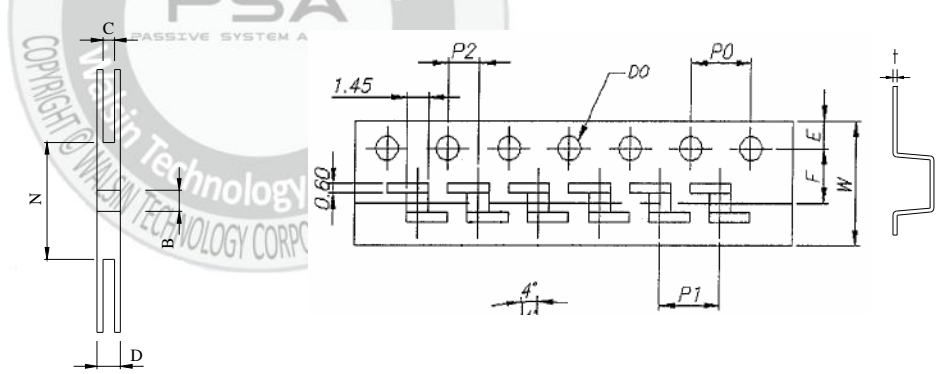 PSA
PASSIVE SYSTEM A
COPYRIGHT © WALSIN TECHNOLOGY CORPO
Walsin Technology
C
N
B
D
P2
P0
D0
1.45
0.60
E
F
W
P1
4°
t